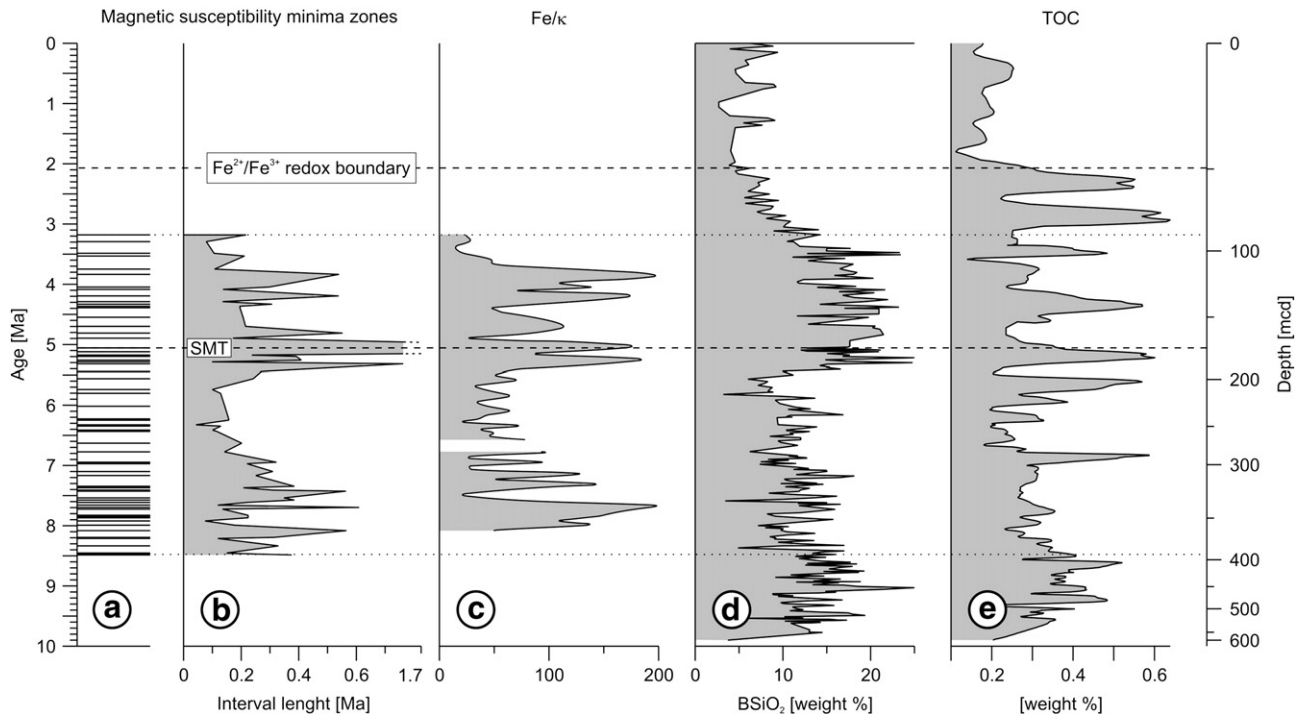 Magnetic susceptibility minima zones
Fe/κ
TOC
0
1
2
3
4
5
6
7
8
9
10
Age [Ma]
Fe²⁺/Fe³⁺ redox boundary
SMT
a
b
c
d
e
0
100
200
300
400
500
600
Depth [mcd]
0 0.2 0.4 0.6 1.7
0 100 200
0 10 20
0.2 0.4 0.6
Interval lenght [Ma]
BSiO₂ [weight %]
[weight %]